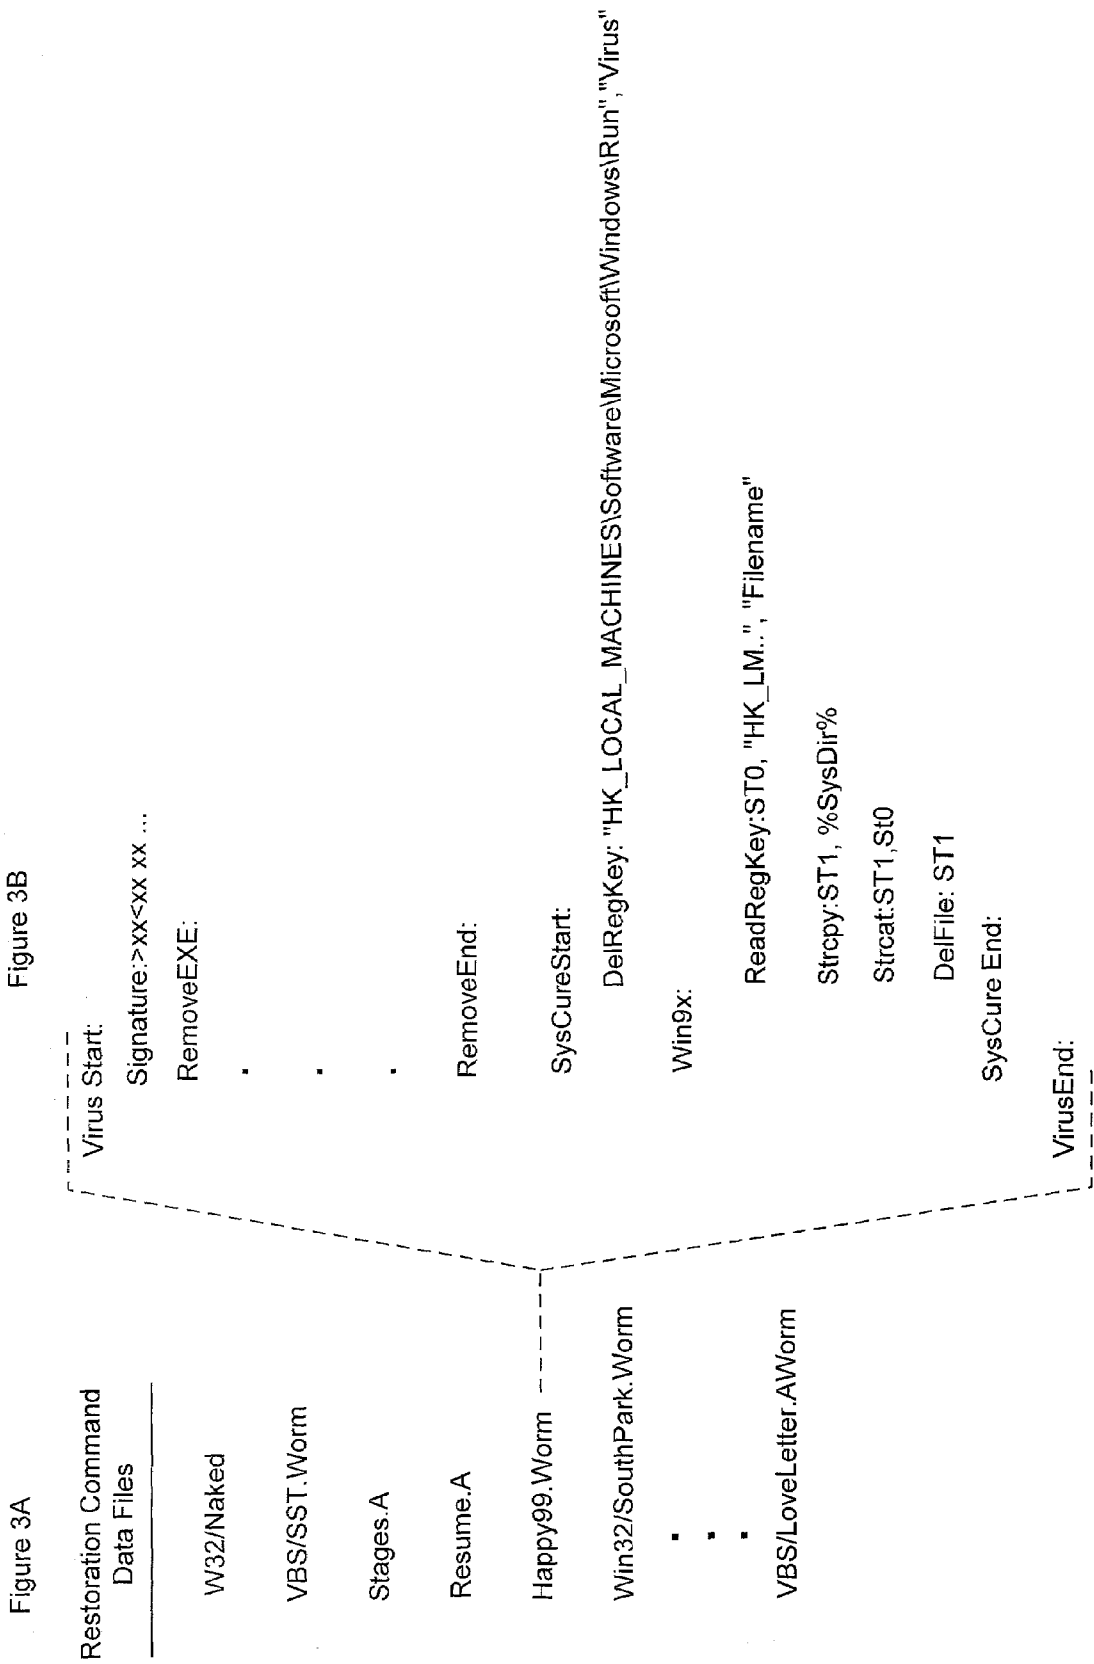 Figure 3A
Restoration Command
Data Files
W32/Naked
VBS/SST.Worm
Stages.A
Resume.A
Happy99.Worm
Win32/SouthPark.Worm
VBS/LoveLetter.AWorm
Figure 3B
Virus Start:
Signature:>xx<xx xx ...
RemoveEXE:
RemoveEnd:
SysCureStart:
DelRegKey: "HK_LOCAL_MACHINES\Software\Microsoft\Windows\Run","Virus"
Win9x:
ReadRegKey:ST0, "HK_LM..", "Filename"
Strcpy:ST1, %SysDir%
Strcat:ST1,St0
DelFile: ST1
SysCure End:
VirusEnd: